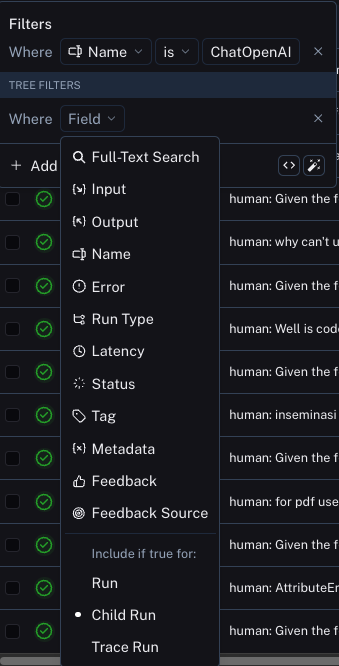 Filters
Where Name is ChatOpenAI
TREE FILTERS
Where Field
+ Add
Full-Text Search
Input
Output
Name
Error
Run Type
Latency
Status
Tag
Metadata
Feedback
Feedback Source
Include if true for:
Run
Child Run
Trace Run
human: Given the f
human: why can't u
human: Given the f
human: Well is cod
human: Given the f
human: inseminasi
human: Given the f
human: for pdf use
human: Given the f
human: AttributeEr
human: Given the f